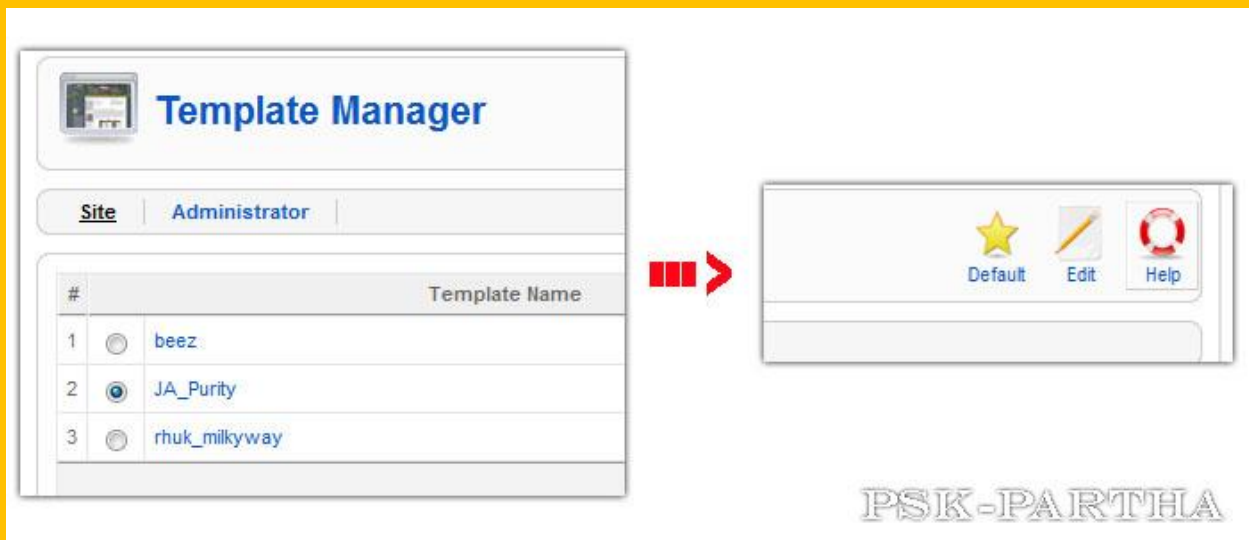 Template Manager
Site Administrator
# Template Name
1 beez
2 JA_Purity
3 rhuk_milkyway
Default Edit Help
PSK-PARTHA